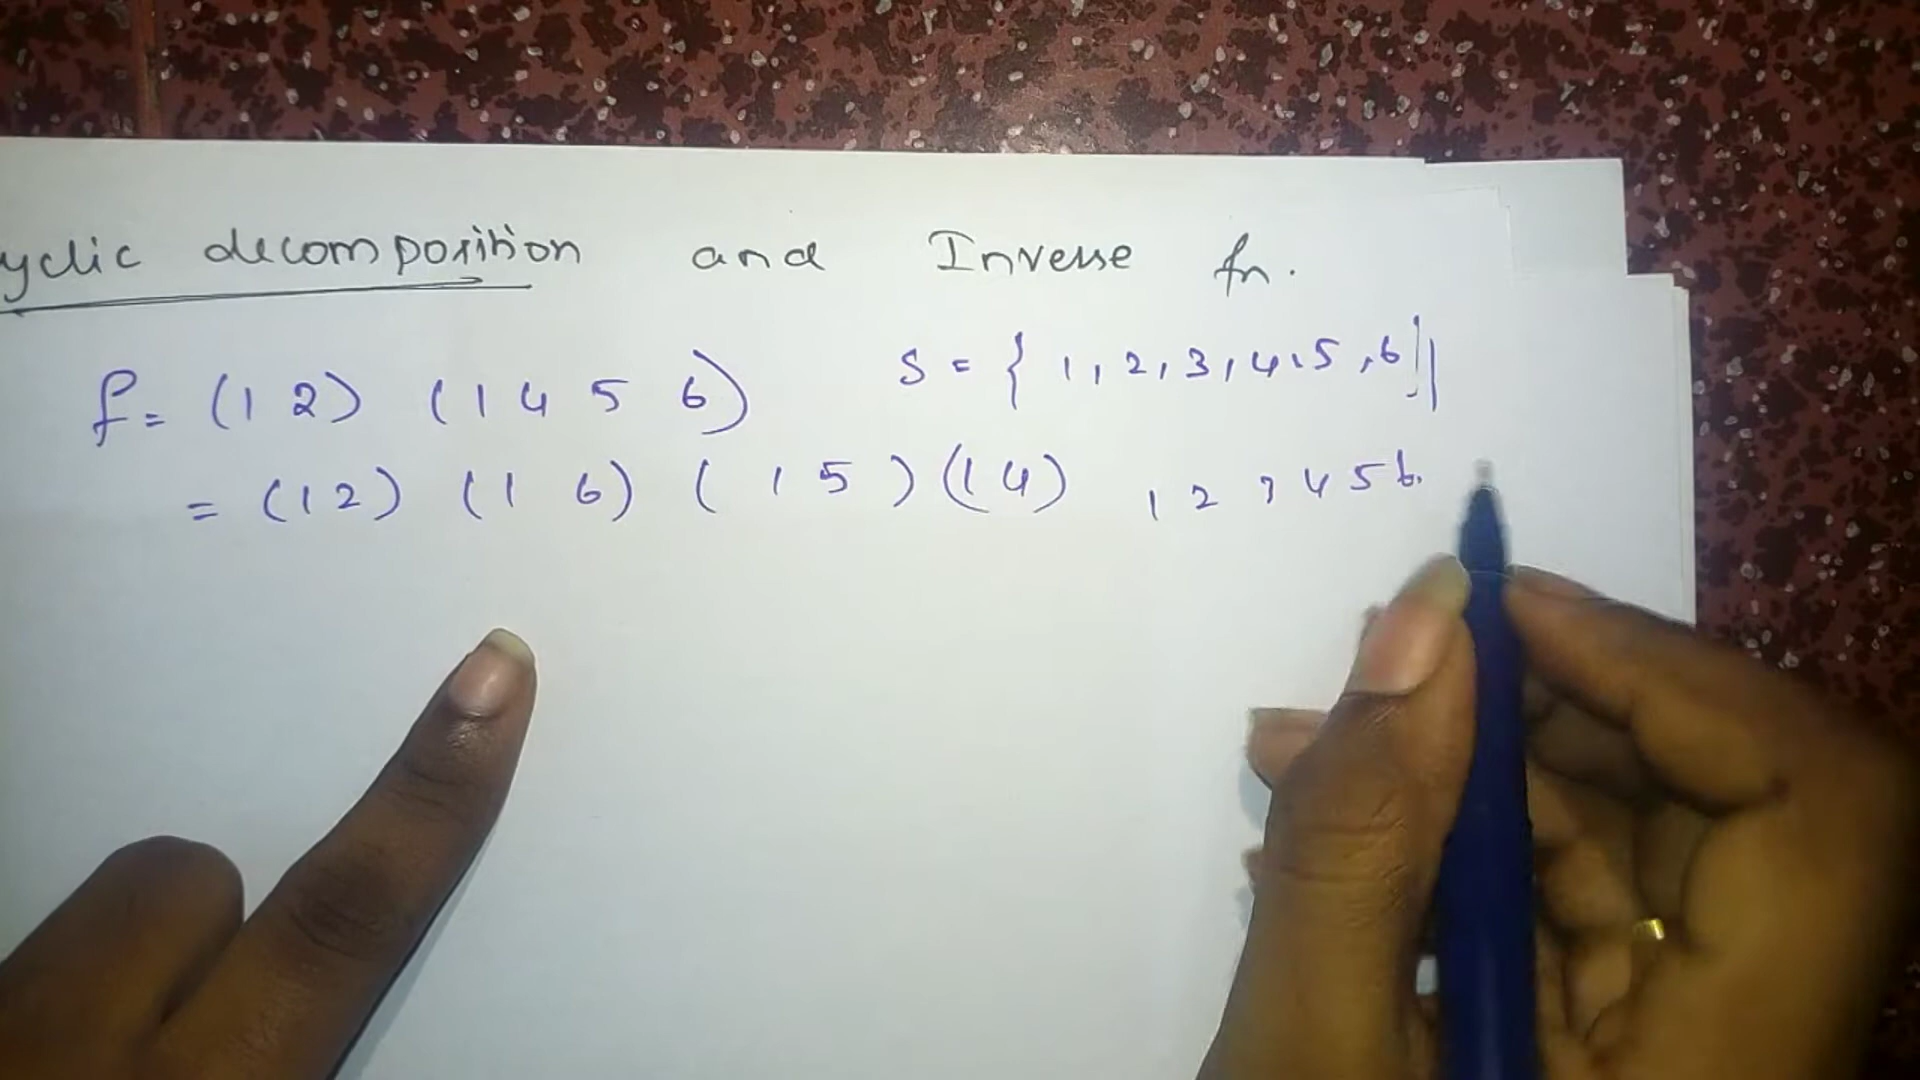 yclic decomposition and Inverse fn.
f = (1 2) (1 4 5 6)
S = { 1, 2, 3, 4, 5, 6 }
= (1 2) (1 6) (1 5) (1 4)
1 2 3 4 5 6.